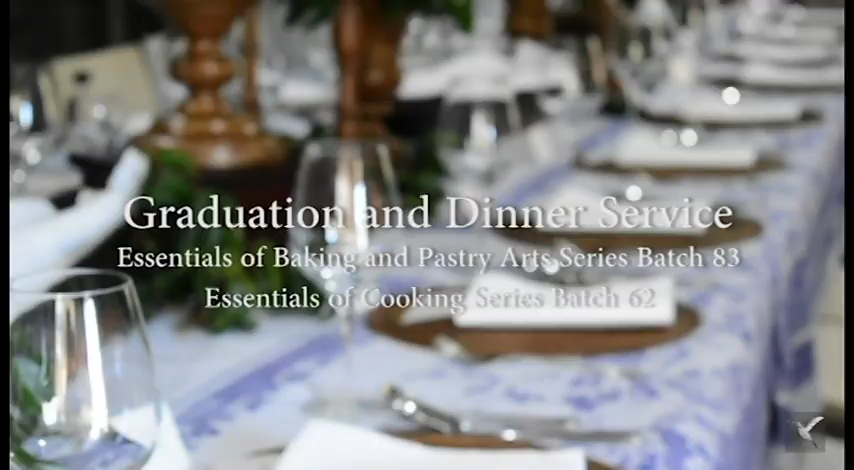 Graduation and Dinner Service
Essentials of Baking and Pastry Arts Series Batch 83
Essentials of Cooking Series Batch 62